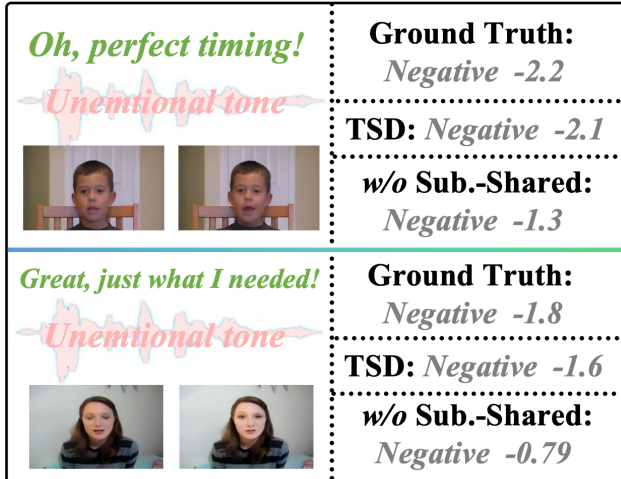 Oh, perfect timing!
Unemtional tone
Ground Truth:
Negative -2.2
TSD: Negative -2.1
w/o Sub.-Shared:
Negative -1.3
Great, just what I needed!
Unemtional tone
Ground Truth:
Negative -1.8
TSD: Negative -1.6
w/o Sub.-Shared:
Negative -0.79